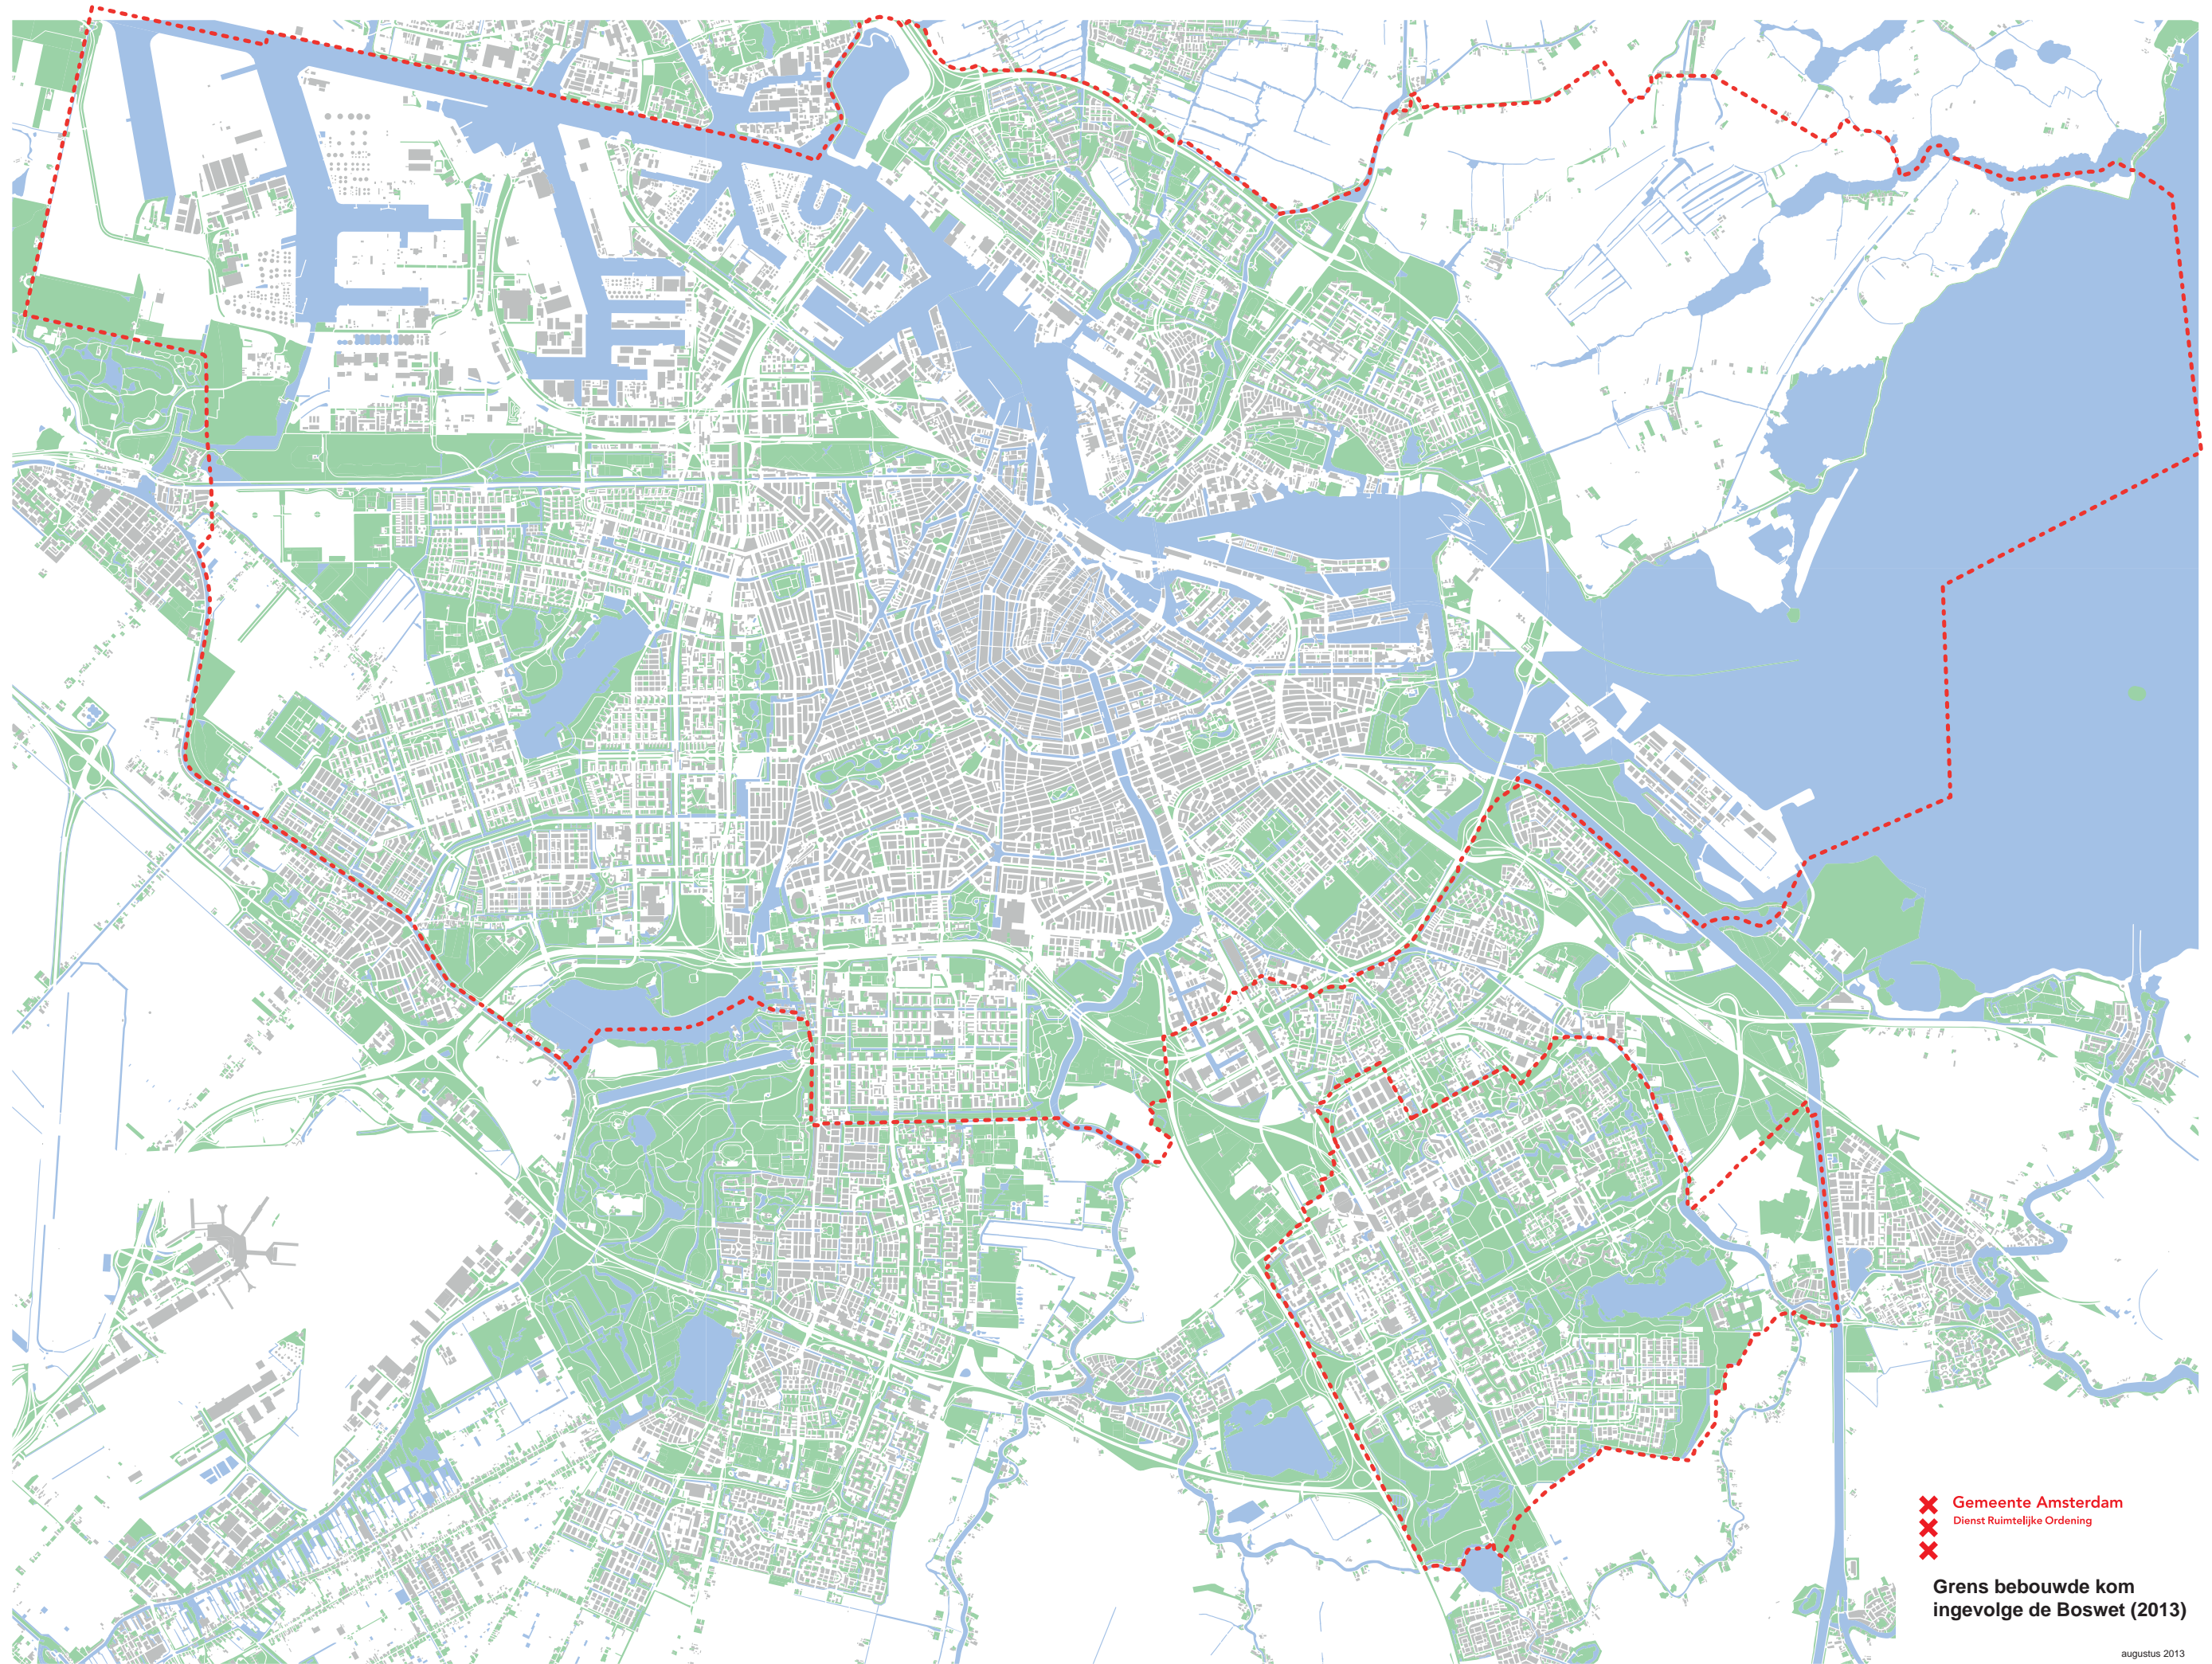 Gemeente Amsterdam
Dienst Ruimtelijke Ordening
Grens bebouwde kom
ingevolge de Boswet (2013)
augustus 2013